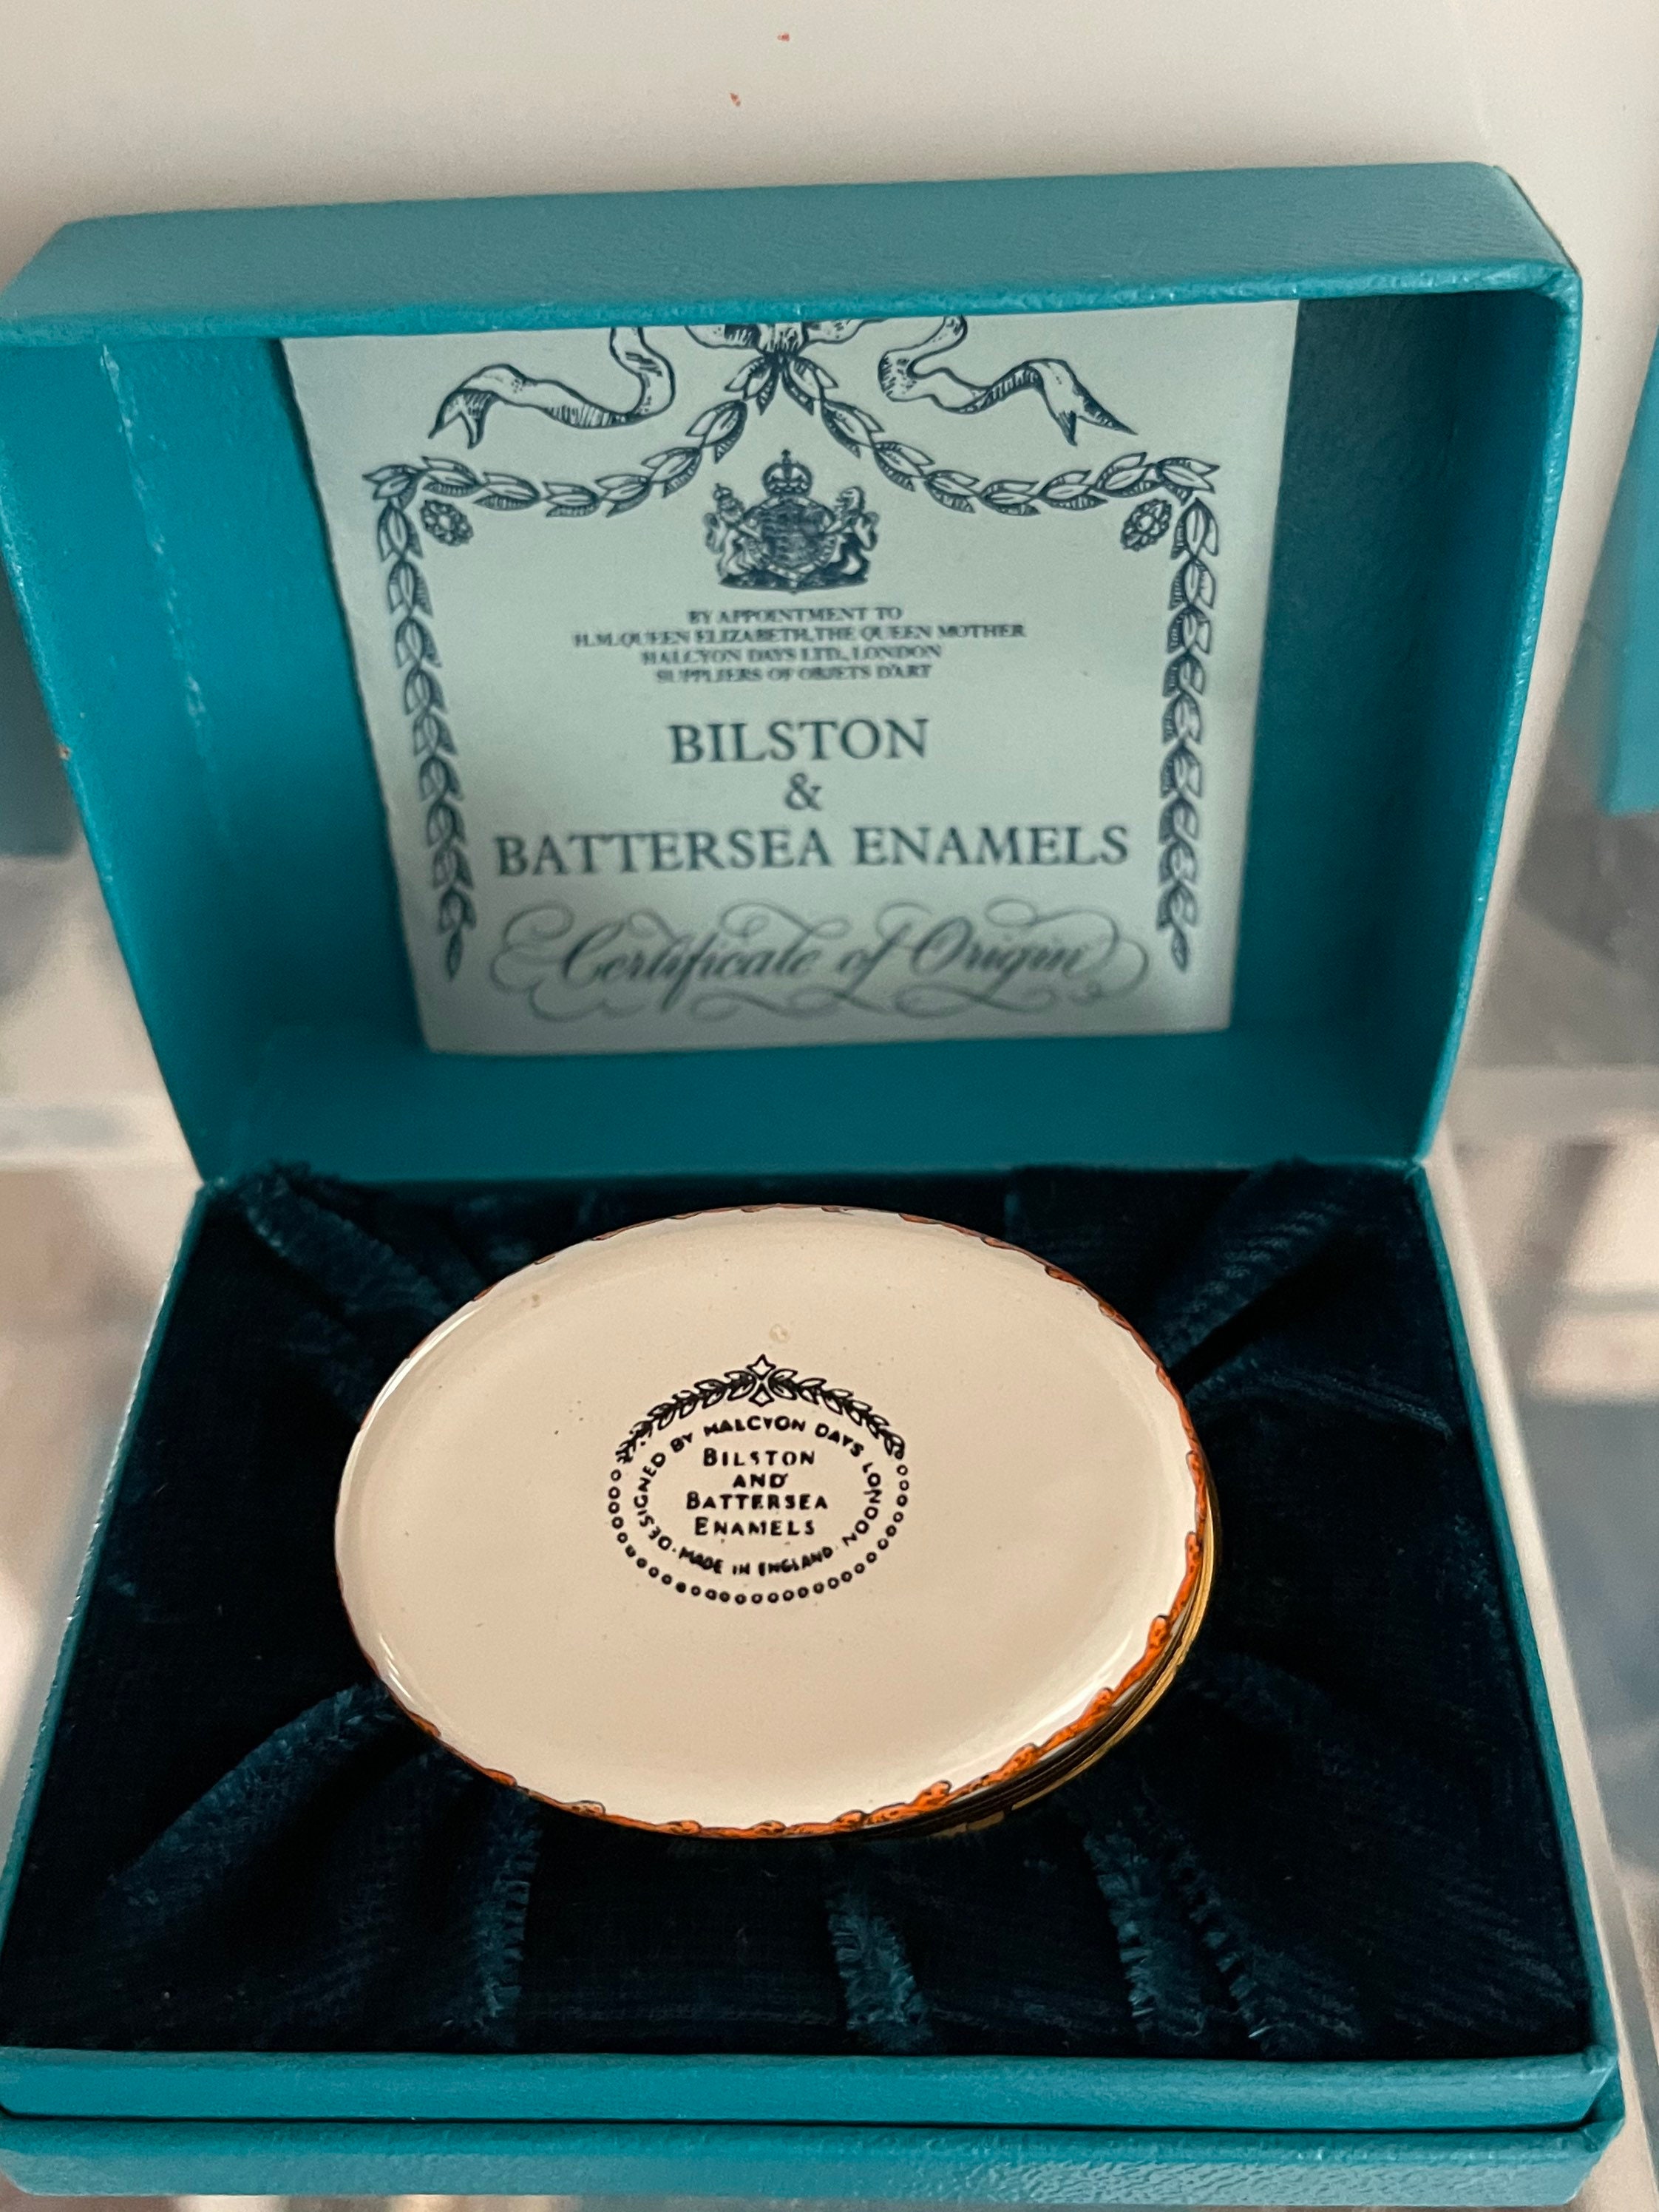 BY APPOINTMENT TO
H.M.QUEEN ELIZABETH,THE QUEEN MOTHER
HALCYON DAYS LTD., LONDON
SUPPLIERS OF OBJETS D'ART
BILSTON
&
BATTERSEA ENAMELS
Certificate of Origin
DESIGNED BY HALCYON DAYS LONDON
BILSTON
AND
BATTERSEA
ENAMELS
· MADE IN ENGLAND ·